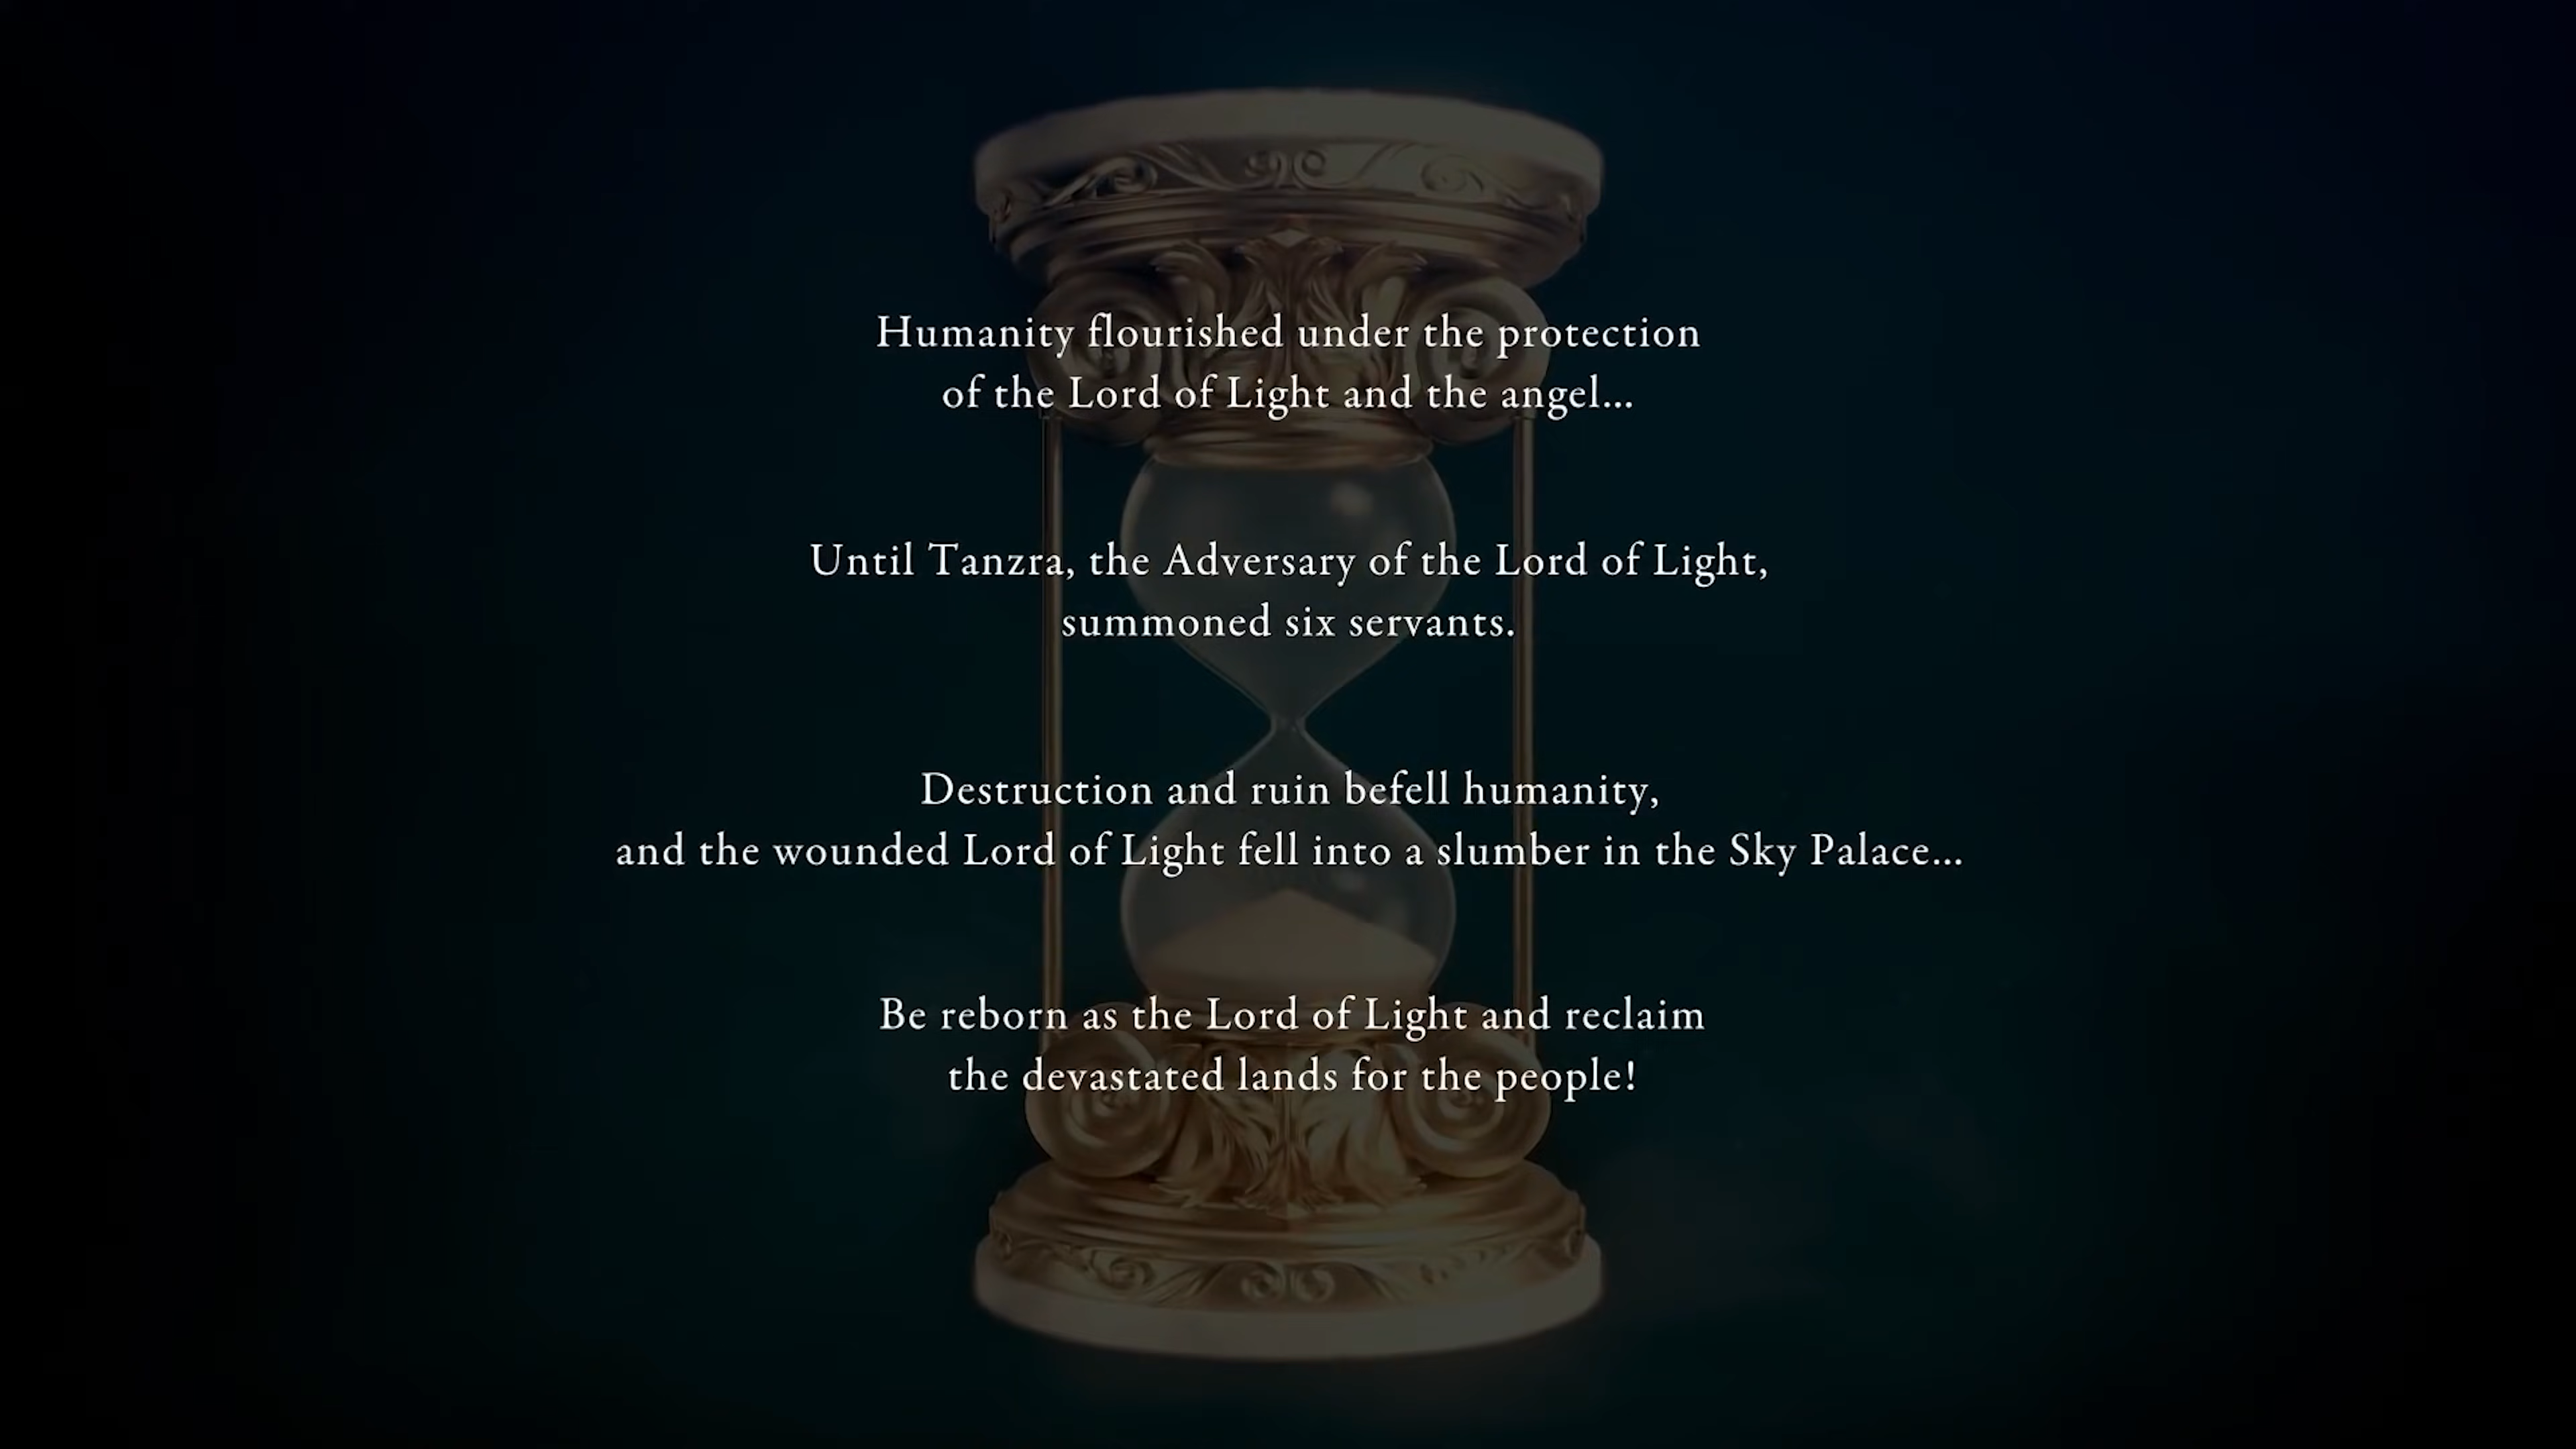 Humanity flourished under the protection
of the Lord of Light and the angel...
Until Tanzra, the Adversary of the Lord of Light,
summoned six servants.
Destruction and ruin befell humanity,
and the wounded Lord of Light fell into a slumber in the Sky Palace...
Be reborn as the Lord of Light and reclaim
the devastated lands for the people!